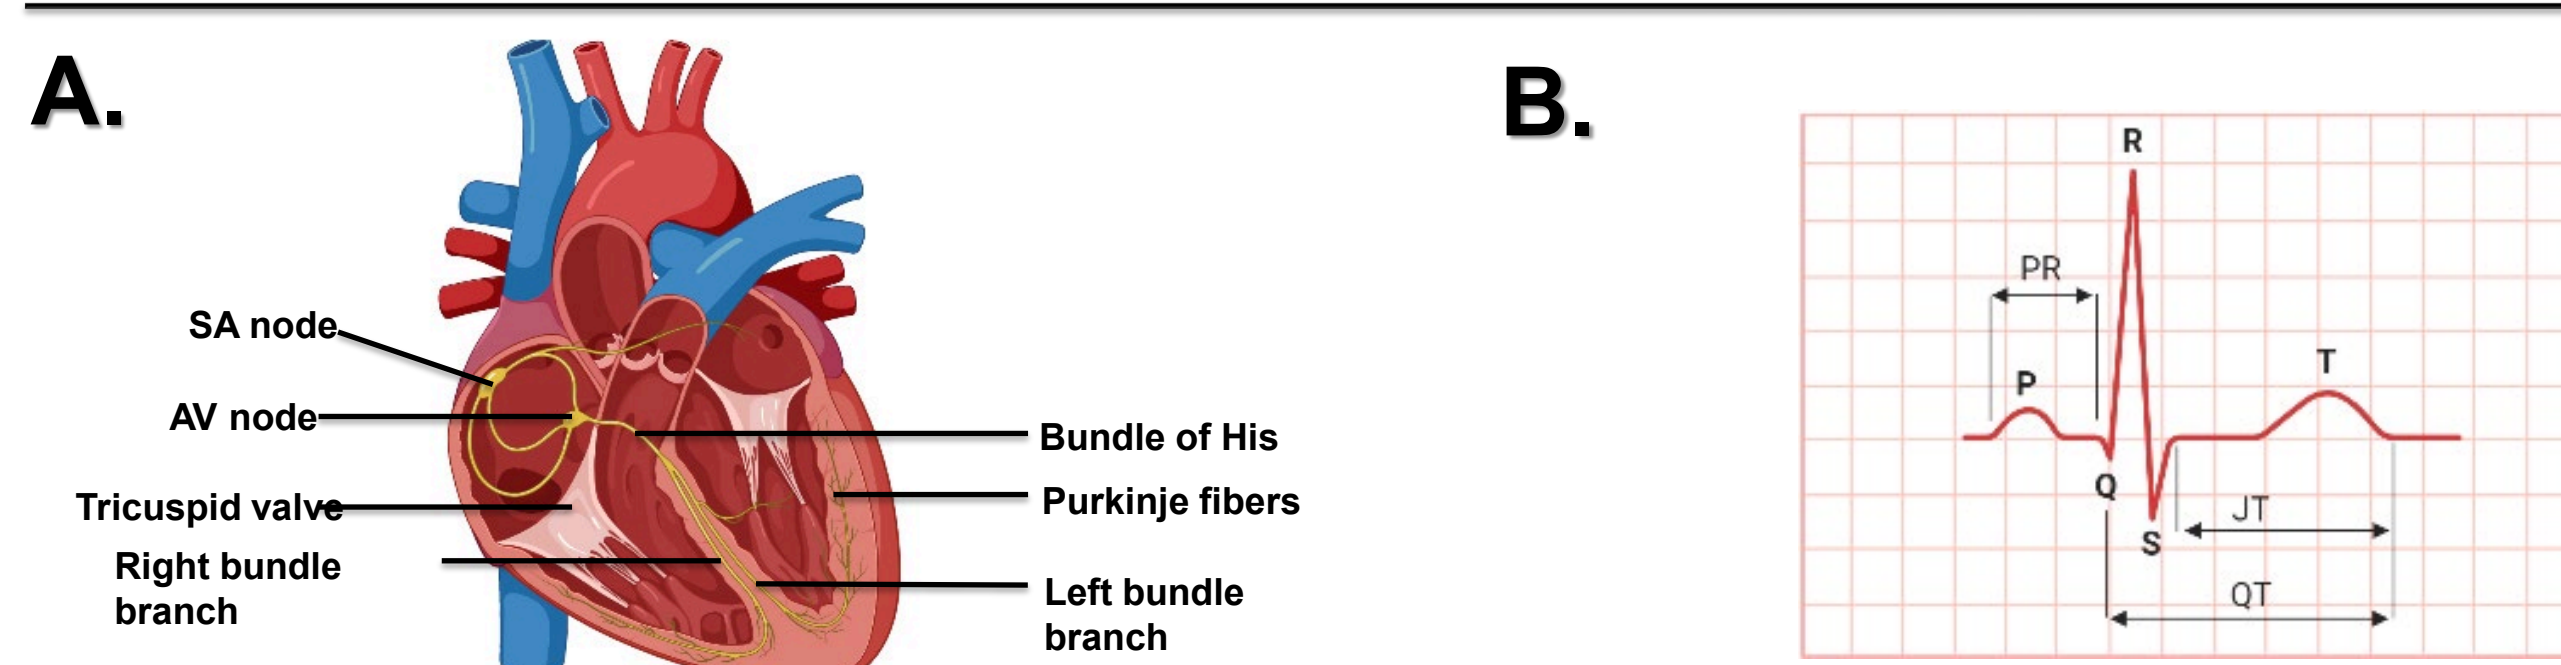 A.
SA node
AV node
Tricuspid valve
Right bundle
branch
Bundle of His
Purkinje fibers
Left bundle
branch
B.
R
PR
P
T
Q
S
JT
QT